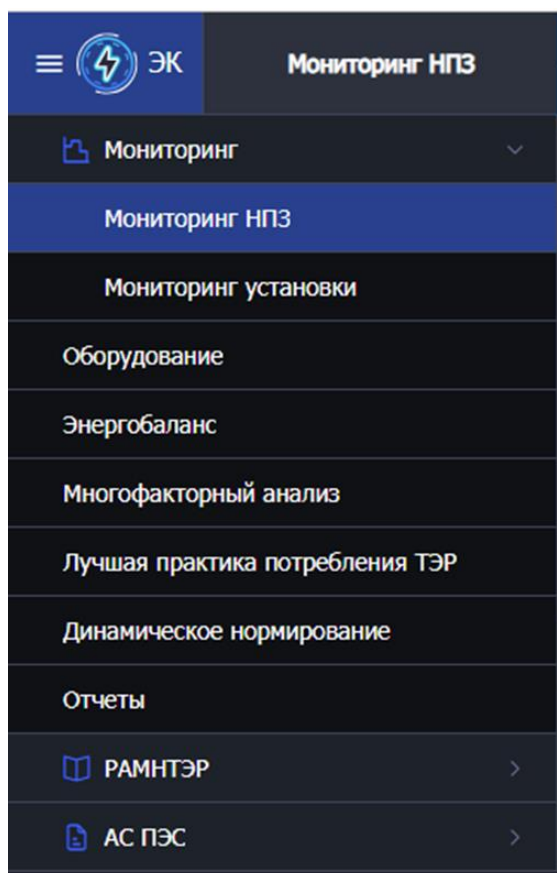 ЭК Мониторинг НПЗ
Мониторинг
Мониторинг НПЗ
Мониторинг установки
Оборудование
Энергобаланс
Многофакторный анализ
Лучшая практика потребления ТЭР
Динамическое нормирование
Отчеты
РАМНТЭР
АС ПЭС